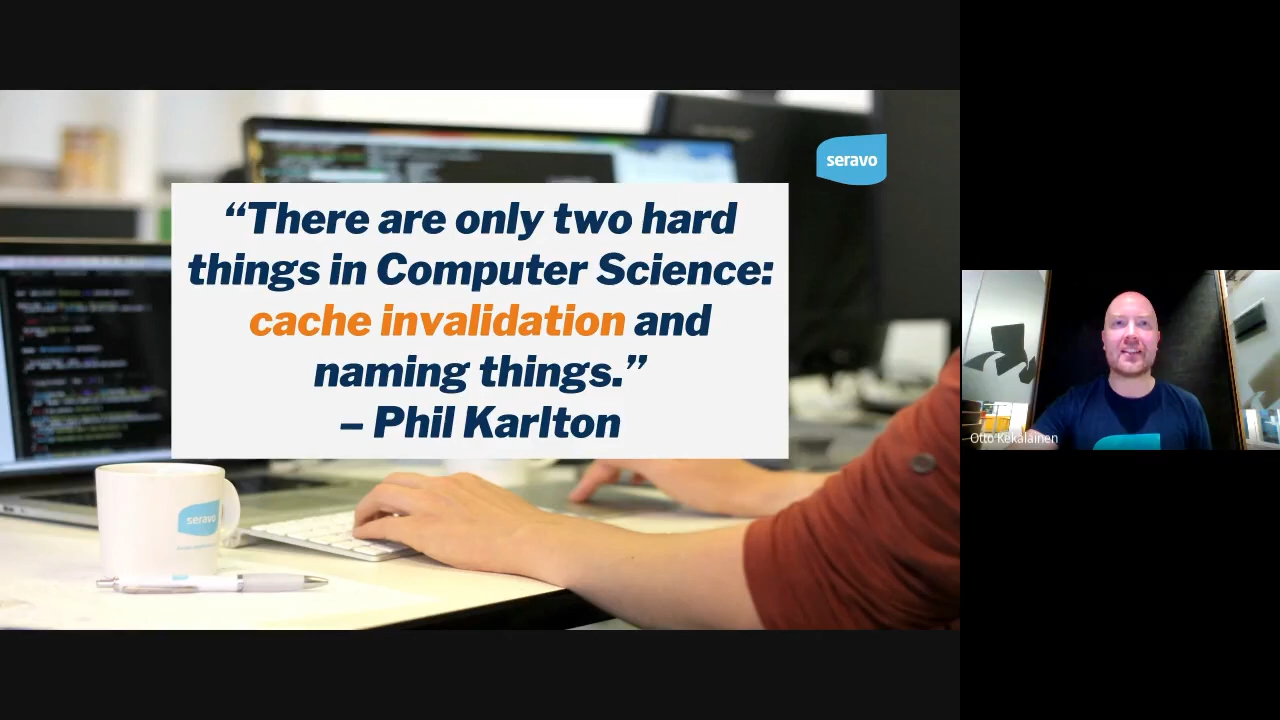 seravo
“There are only two hard
things in Computer Science:
cache invalidation and
naming things.”
– Phil Karlton
seravo
Otto Kekäläinen